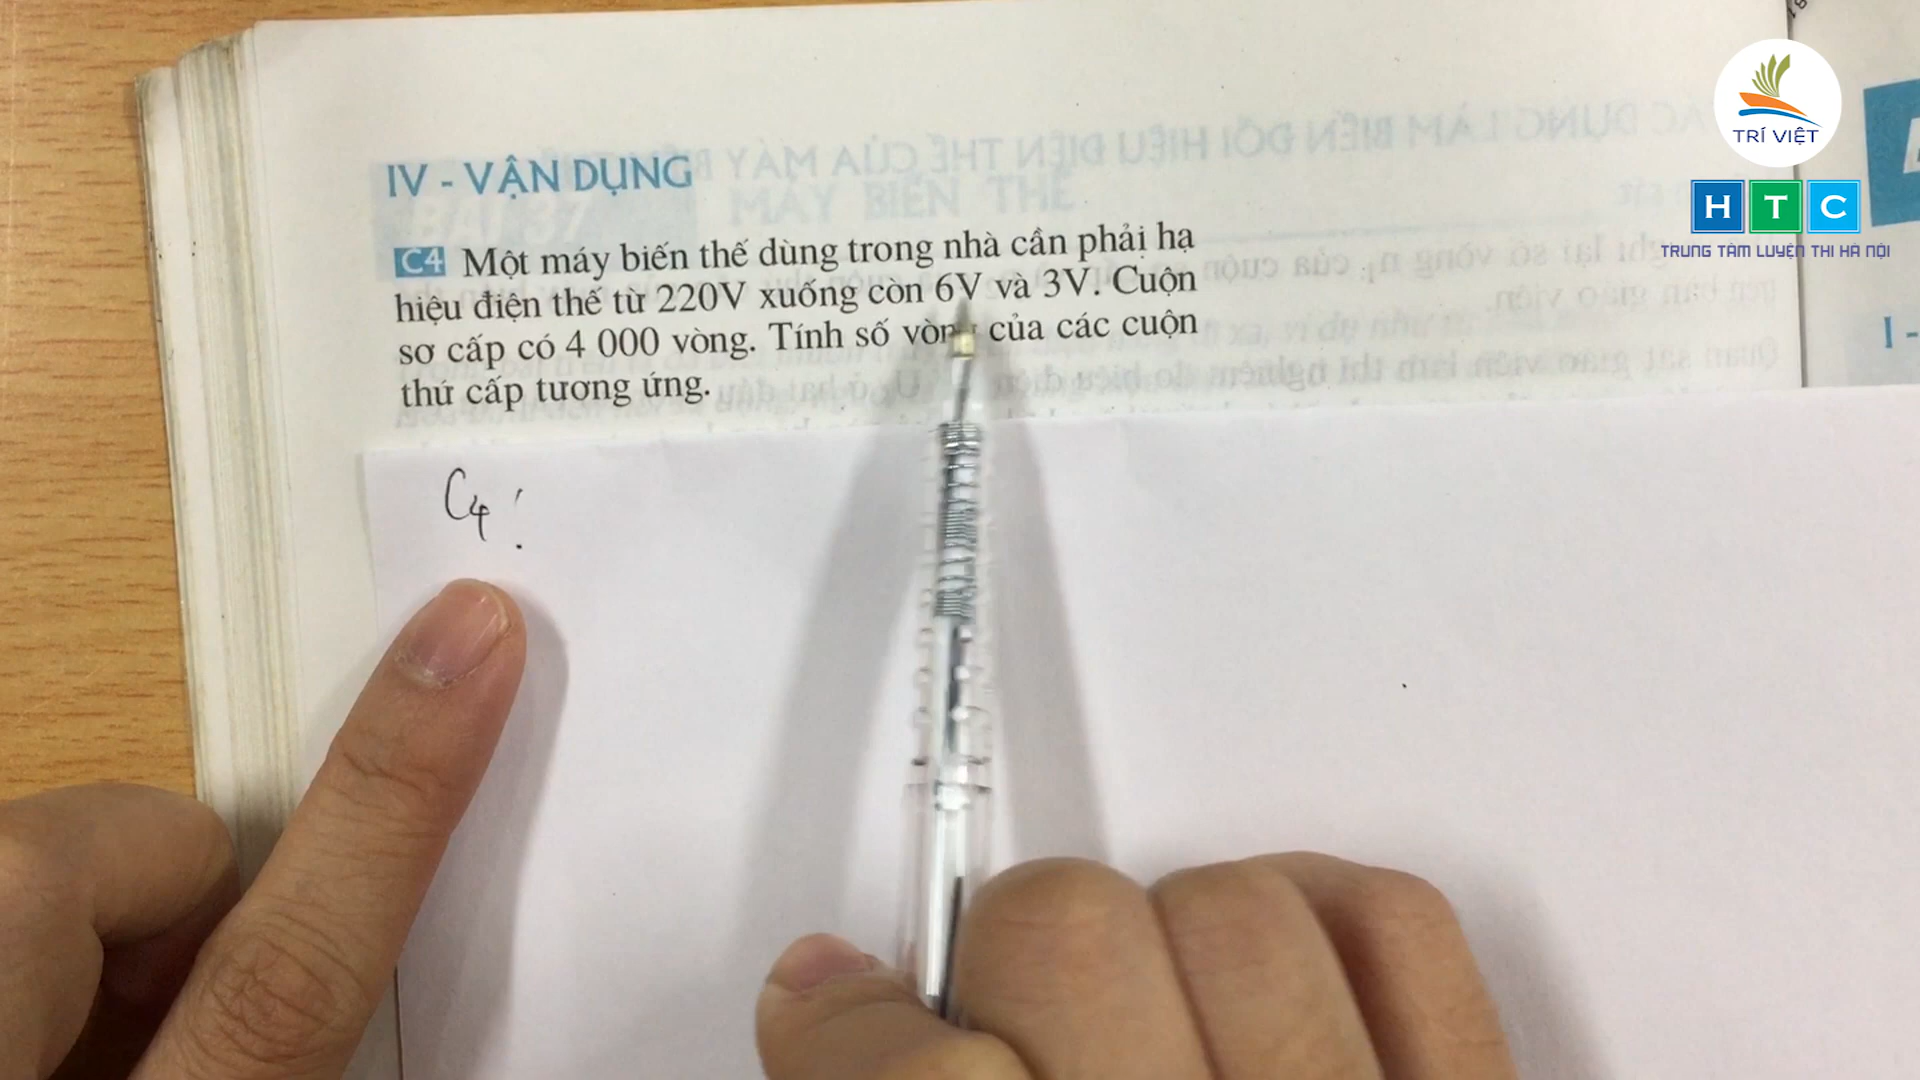 IV - VẬN DỤNG
C4 Một máy biến thế dùng trong nhà cần phải hạ
hiệu điện thế từ 220V xuống còn 6V và 3V. Cuộn
sơ cấp có 4 000 vòng. Tính số vòng của các cuộn
thứ cấp tương ứng.
C4:
TRÍ VIỆT
HTC
TRUNG TÂM LUYỆN THI HÀ NỘI
I -